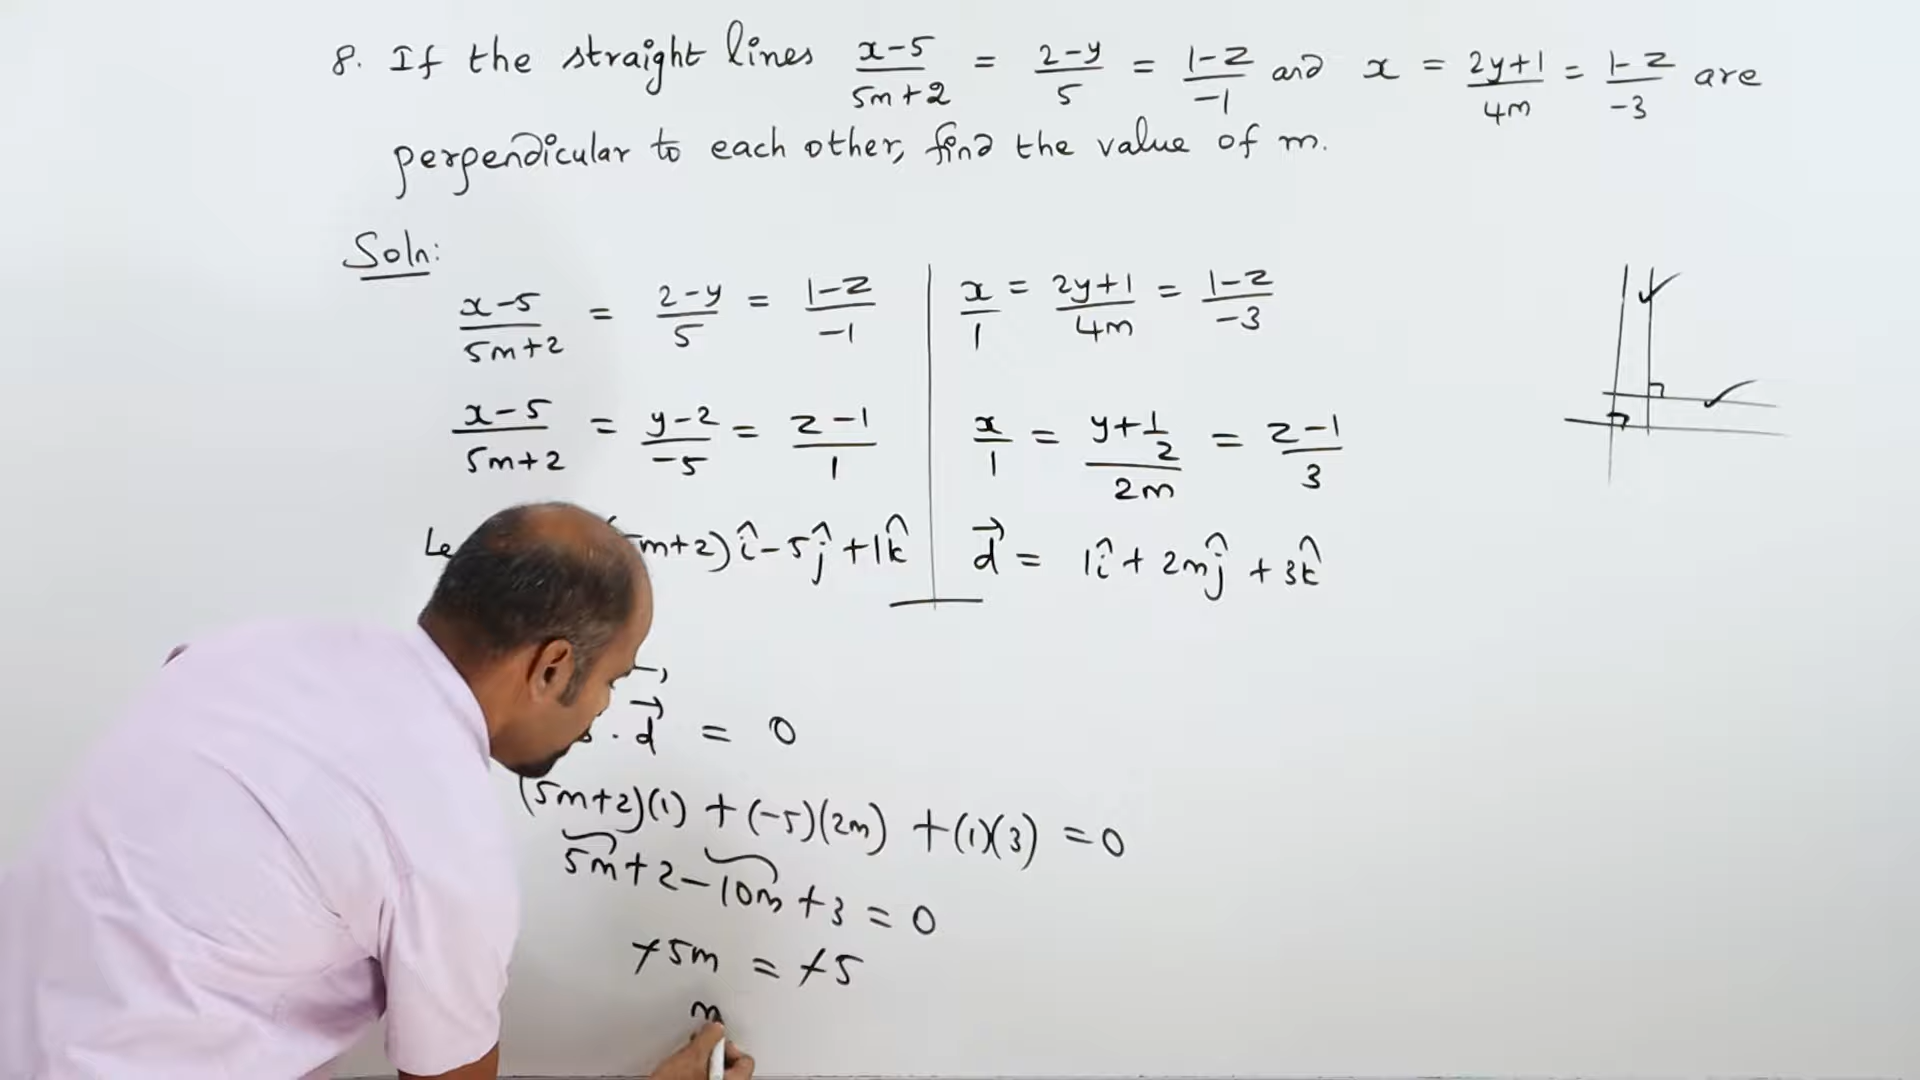 8. If the straight lines (x-5)/(5m+2) = (2-y)/5 = (1-z)/-1 and x = (2y+1)/4m = (1-z)/-3 are
perpendicular to each other, find the value of m.
Soln:
(x-5)/(5m+2) = (2-y)/5 = (1-z)/-1
(x-5)/(5m+2) = (y-2)/-5 = (z-1)/1
m+2)î-5ĵ+1k̂
x/1 = (2y+1)/4m = (1-z)/-3
x/1 = (y+1/2)/2m = (z-1)/3
d⃗ = 1î + 2mĵ + 3k̂
. d⃗ = 0
(5m+2)(1) + (-5)(2m) + (1)(3) = 0
5m+2-10m+3 = 0
-5m = -5
m